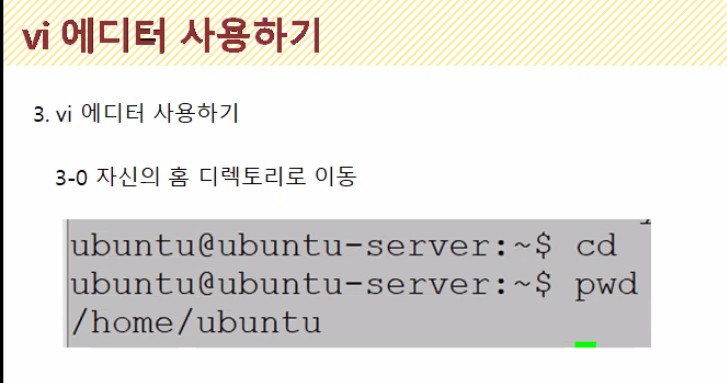 vi 에디터 사용하기
3. vi 에디터 사용하기
3-0 자신의 홈 디렉토리로 이동
ubuntu@ubuntu-server:~$ cd
ubuntu@ubuntu-server:~$ pwd
/home/ubuntu